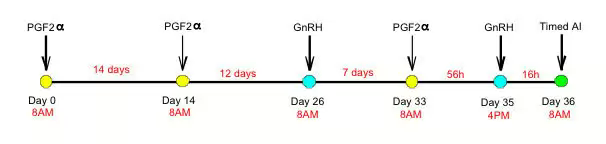 PGF2α
PGF2α
GnRH
PGF2α
GnRH
Timed AI
14 days
12 days
7 days
56h
16h
Day 0
8AM
Day 14
8AM
Day 26
8AM
Day 33
8AM
Day 35
4PM
Day 36
8AM